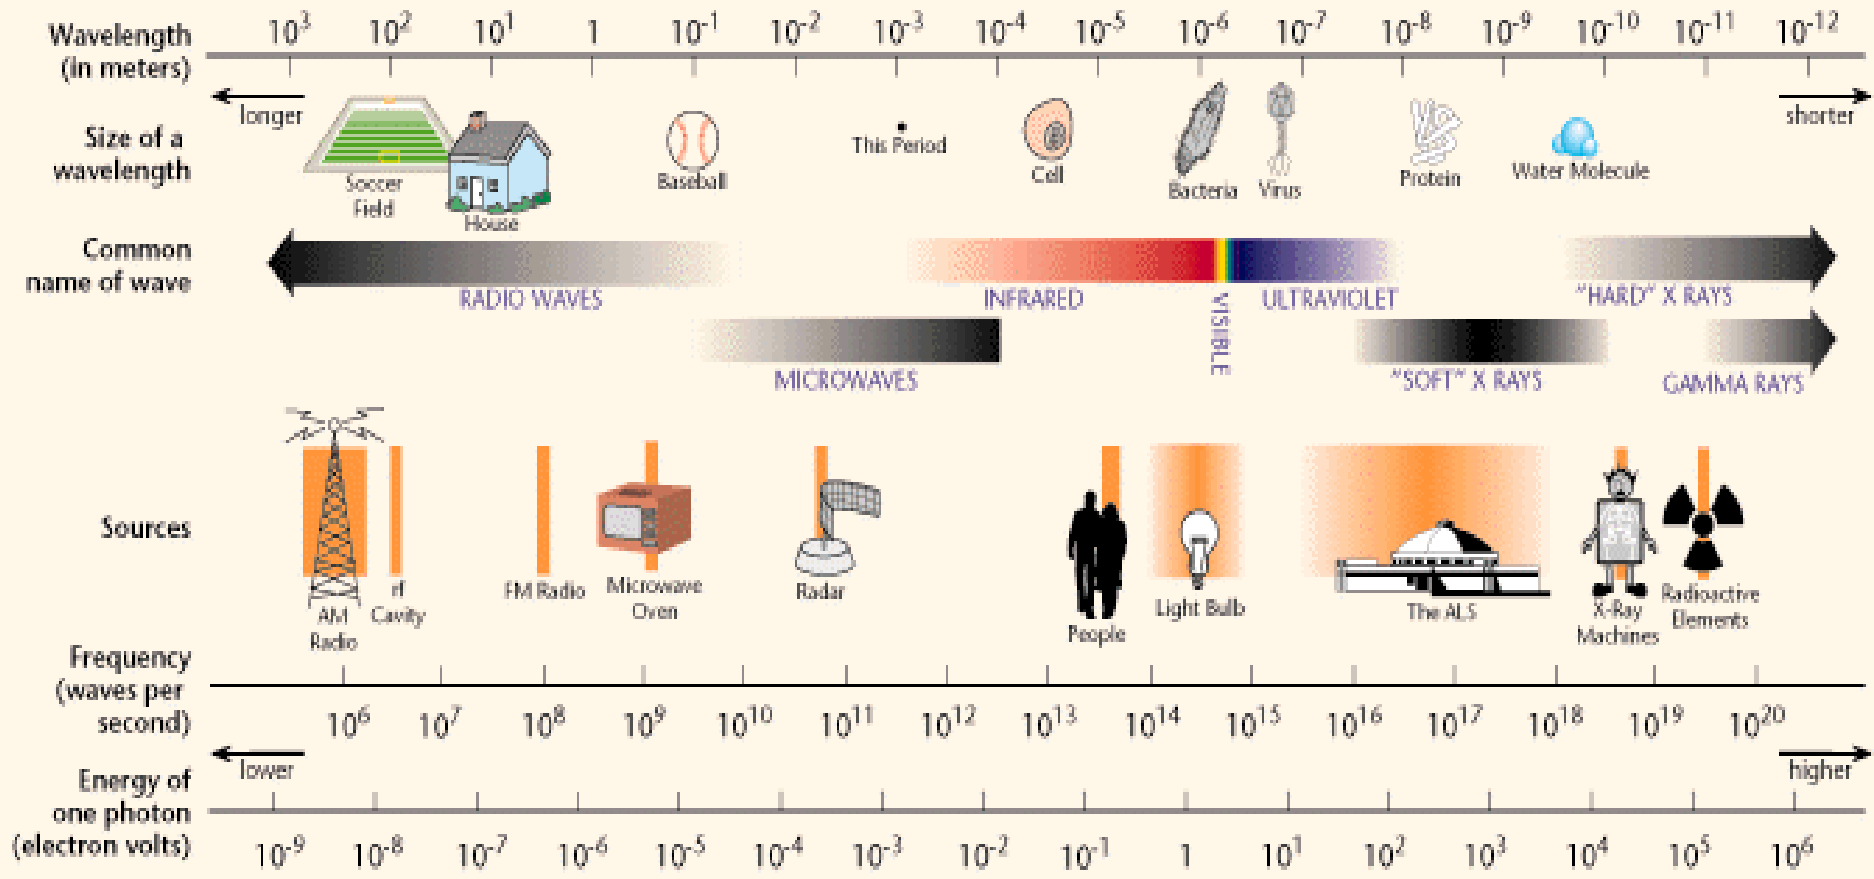 Wavelength
(in meters)
10³ 10² 10¹ 1 10⁻¹ 10⁻² 10⁻³ 10⁻⁴ 10⁻⁵ 10⁻⁶ 10⁻⁷ 10⁻⁸ 10⁻⁹ 10⁻¹⁰ 10⁻¹¹ 10⁻¹²
longer
shorter
Size of a
wavelength
Soccer
Field
House
Baseball
This Period
Cell
Bacteria
Virus
Protein
Water Molecule
Common
name of wave
RADIO WAVES
INFRARED
VISIBLE
ULTRAVIOLET
"HARD" X RAYS
MICROWAVES
"SOFT" X RAYS
GAMMA RAYS
Sources
AM
Radio
rf
Cavity
FM Radio
Microwave
Oven
Radar
People
Light Bulb
The ALS
X-Ray
Machines
Radioactive
Elements
Frequency
(waves per
second)
10⁶ 10⁷ 10⁸ 10⁹ 10¹⁰ 10¹¹ 10¹² 10¹³ 10¹⁴ 10¹⁵ 10¹⁶ 10¹⁷ 10¹⁸ 10¹⁹ 10²⁰
lower
higher
Energy of
one photon
(electron volts)
10⁻⁹ 10⁻⁸ 10⁻⁷ 10⁻⁶ 10⁻⁵ 10⁻⁴ 10⁻³ 10⁻² 10⁻¹ 1 10¹ 10² 10³ 10⁴ 10⁵ 10⁶